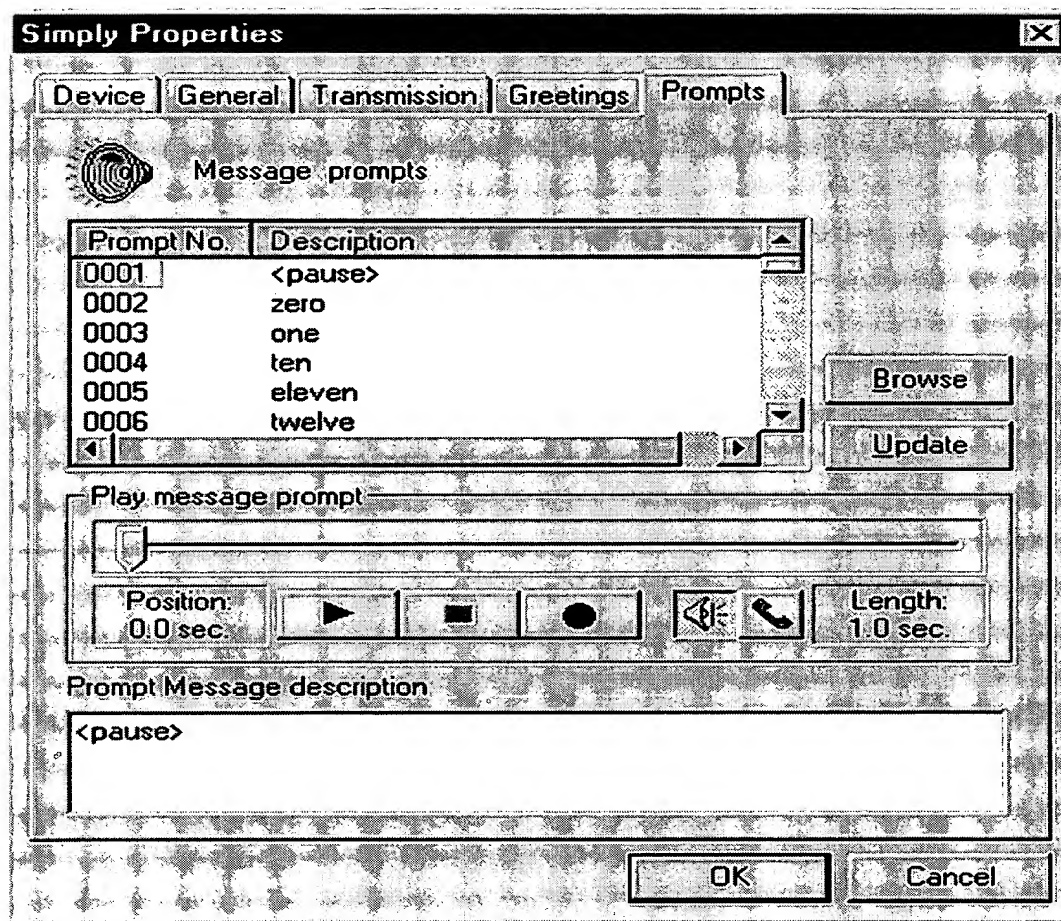 Simply Properties
Device General Transmission Greetings Prompts
Message prompts
Prompt No. Description
0001 <pause>
0002 zero
0003 one
0004 ten
0005 eleven
0006 twelve
Browse
Update
Play message prompt
Position: 0.0 sec.
Length: 1.0 sec.
Prompt Message description
<pause>
OK Cancel